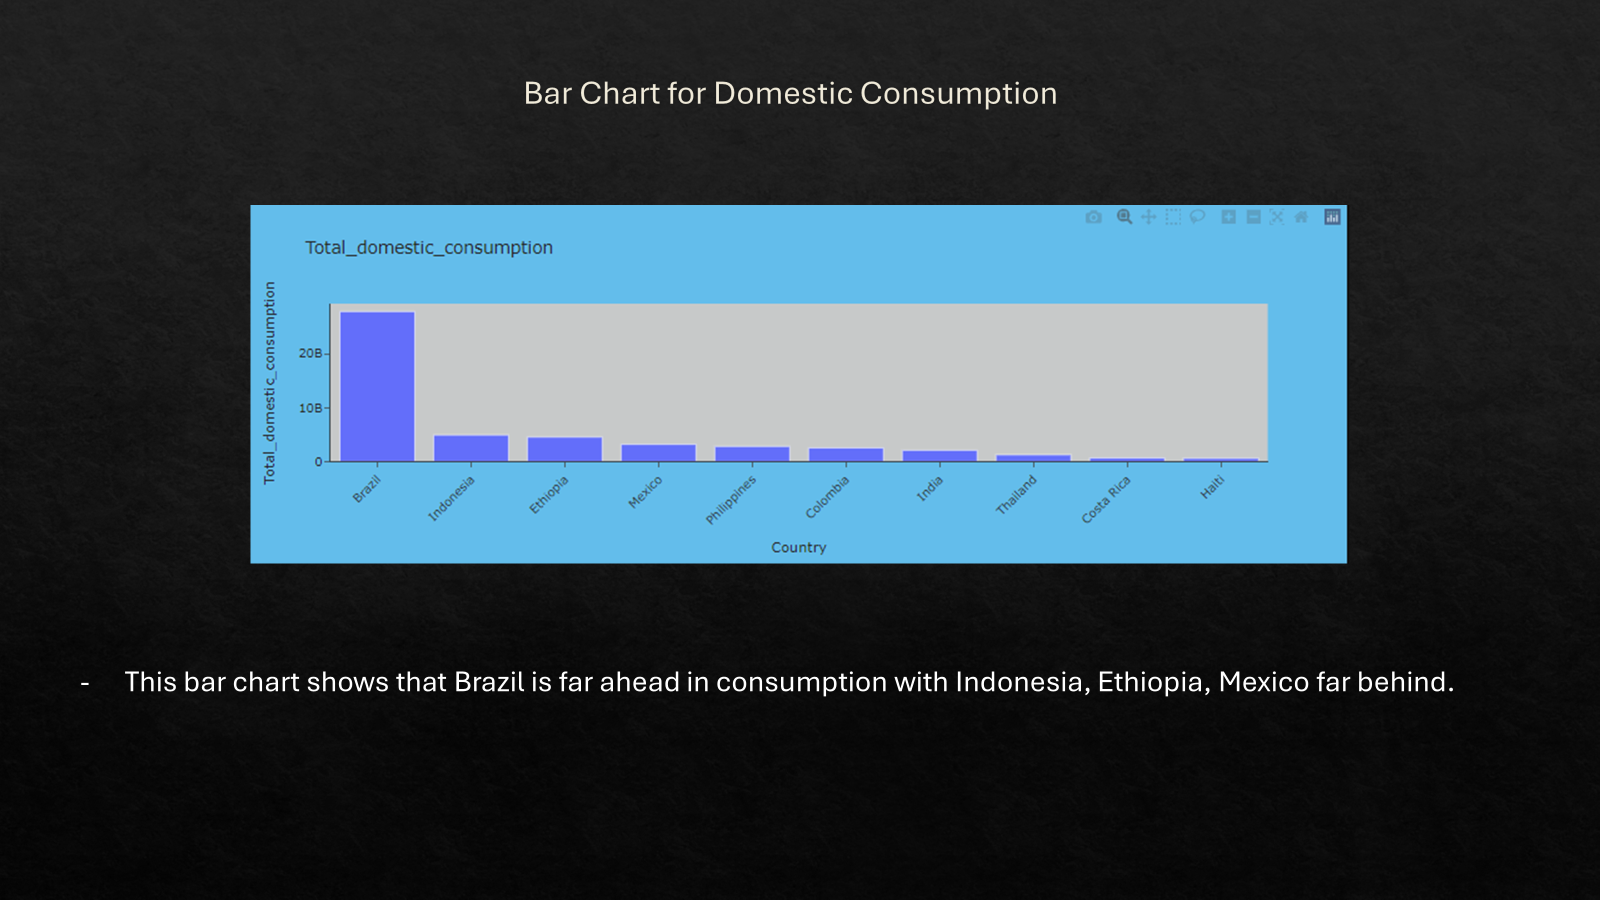 Bar Chart for Domestic Consumption
Total_domestic_consumption
Total_domestic_consumption
20B
10B
0
Brazil
Indonesia
Ethiopia
Mexico
Philippines
Colombia
India
Thailand
Costa Rica
Haiti
Country
- This bar chart shows that Brazil is far ahead in consumption with Indonesia, Ethiopia, Mexico far behind.